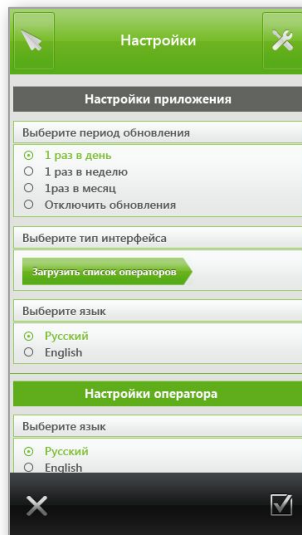 Настройки
Настройки приложения
Выберите период обновления
1 раз в день
1 раз в неделю
1раз в месяц
Отключить обновления
Выберите тип интерфейса
Загрузить список операторов
Выберите язык
Русский
English
Настройки оператора
Выберите язык
Русский
English